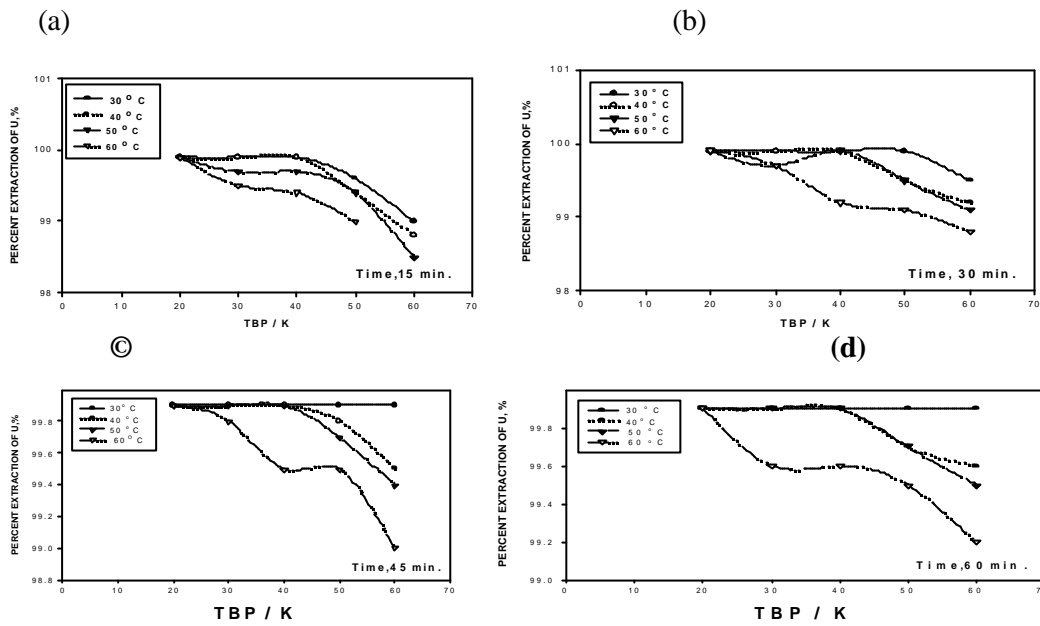 (a)
(b)
101
100
99
98
PERCENT EXTRACTION OF U,%
30 ° C
40 ° C
50 ° C
60 ° C
Time,15 min.
0 10 20 30 40 50 60 70
TBP / K
101
100
99
98
PERCENT EXTRACTION OF U,%
30 ° C
40 ° C
50 ° C
60 ° C
Time, 30 min.
0 10 20 30 40 50 60 70
TBP / K
©
(d)
99.8
99.6
99.4
99.2
99.0
98.8
PERCENT EXTRACTION OF U,%
30° C
40° C
50 ° C
60 ° C
Time,45 min.
0 10 20 30 40 50 60 70
TBP / K
99.8
99.6
99.4
99.2
99.0
PERCENT EXTRACTION OF U, %
30 ° C
40° C
50 ° C
60 ° C
Time,60 min.
0 10 20 30 40 50 60 70
TBP / K